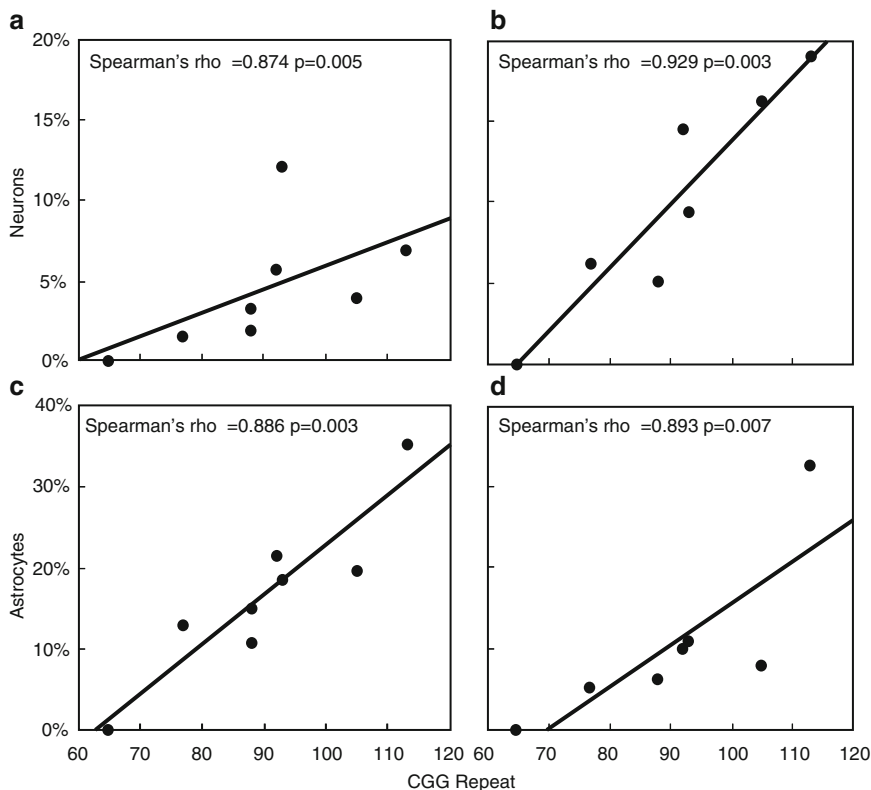 a
b
20%
15%
10%
5%
0%
Neurons
Spearman's rho =0.874 p=0.005
Spearman's rho =0.929 p=0.003
c
d
40%
30%
20%
10%
0%
Astrocytes
Spearman's rho =0.886 p=0.003
Spearman's rho =0.893 p=0.007
60 70 80 90 100 110 120
60 70 80 90 100 110 120
CGG Repeat